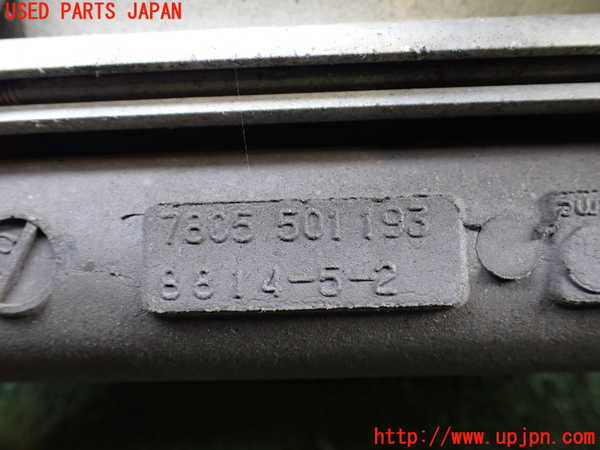 USED PARTS JAPAN
7805 501 193
8814-5-2
http://www.upjpn.com/